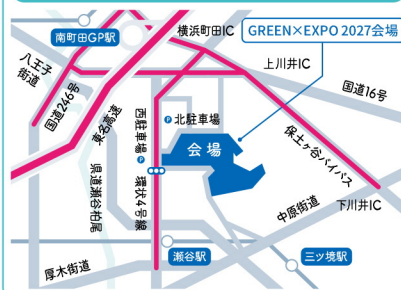 横浜町田IC
GREEN×EXPO 2027会場
南町田GP駅
八王子
街道
国道246号
東名高速
上川井IC
国道16号
P北駐車場
西駐車場P
会場
保土ヶ谷バイパス
環状4号線
県道瀬谷柏尾
中原街道
下川井IC
瀬谷駅
三ツ境駅
厚木街道